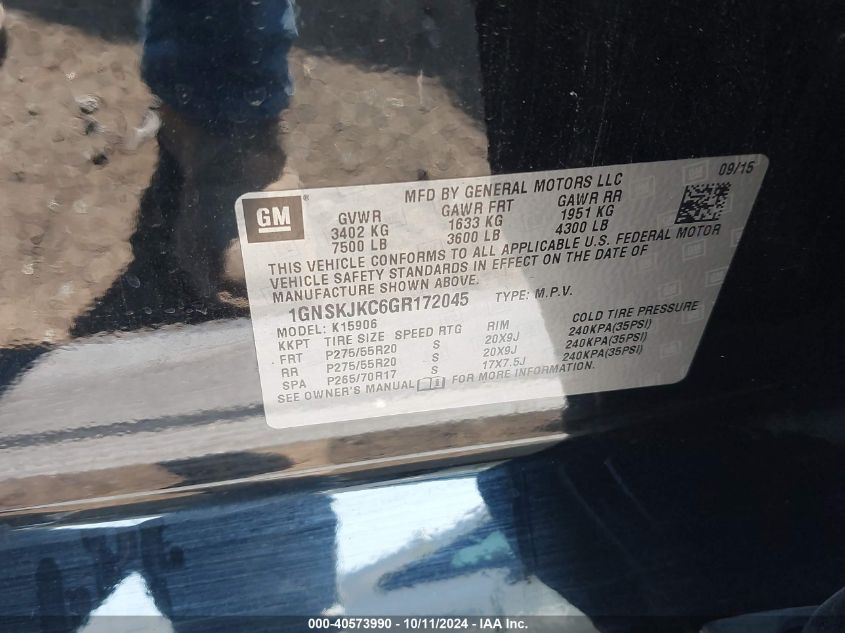 09/15
MFD BY GENERAL MOTORS LLC
GM ®
GVWR GAWR FRT GAWR RR
3402 KG 1633 KG 1951 KG
7500 LB 3600 LB 4300 LB
THIS VEHICLE CONFORMS TO ALL APPLICABLE U.S. FEDERAL MOTOR
VEHICLE SAFETY STANDARDS IN EFFECT ON THE DATE OF
MANUFACTURE SHOWN ABOVE.
1GNSKJKC6GR172045 TYPE: M.P.V.
MODEL: K15906
KKPT TIRE SIZE SPEED RTG RIM COLD TIRE PRESSURE
FRT P275/55R20 S 20X9J 240KPA(35PSI)
RR P275/55R20 S 20X9J 240KPA(35PSI)
SPA P265/70R17 S 17X7.5J 240KPA(35PSI)
SEE OWNER'S MANUAL FOR MORE INFORMATION.
000-40573990 - 10/11/2024 - IAA Inc.